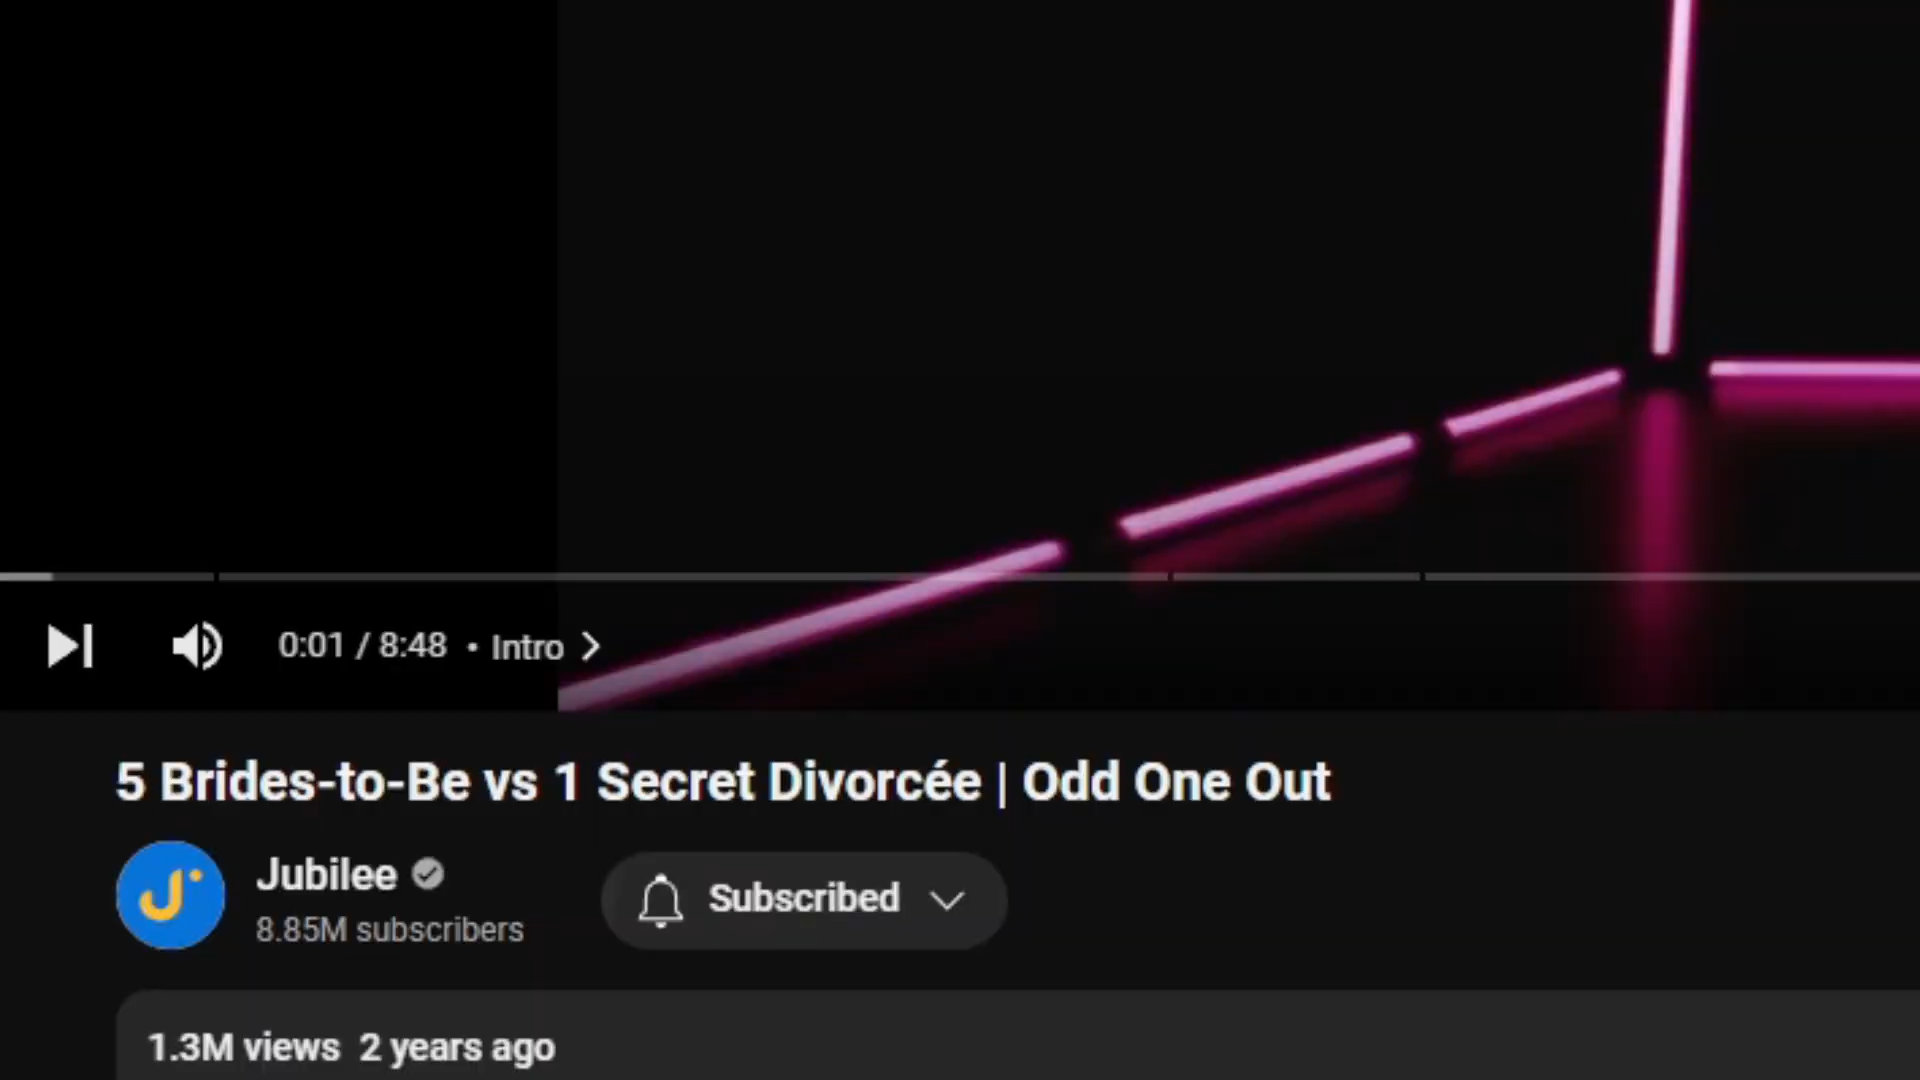 0:01 / 8:48 • Intro
5 Brides-to-Be vs 1 Secret Divorcée | Odd One Out
Jubilee
8.85M subscribers
Subscribed
1.3M views 2 years ago